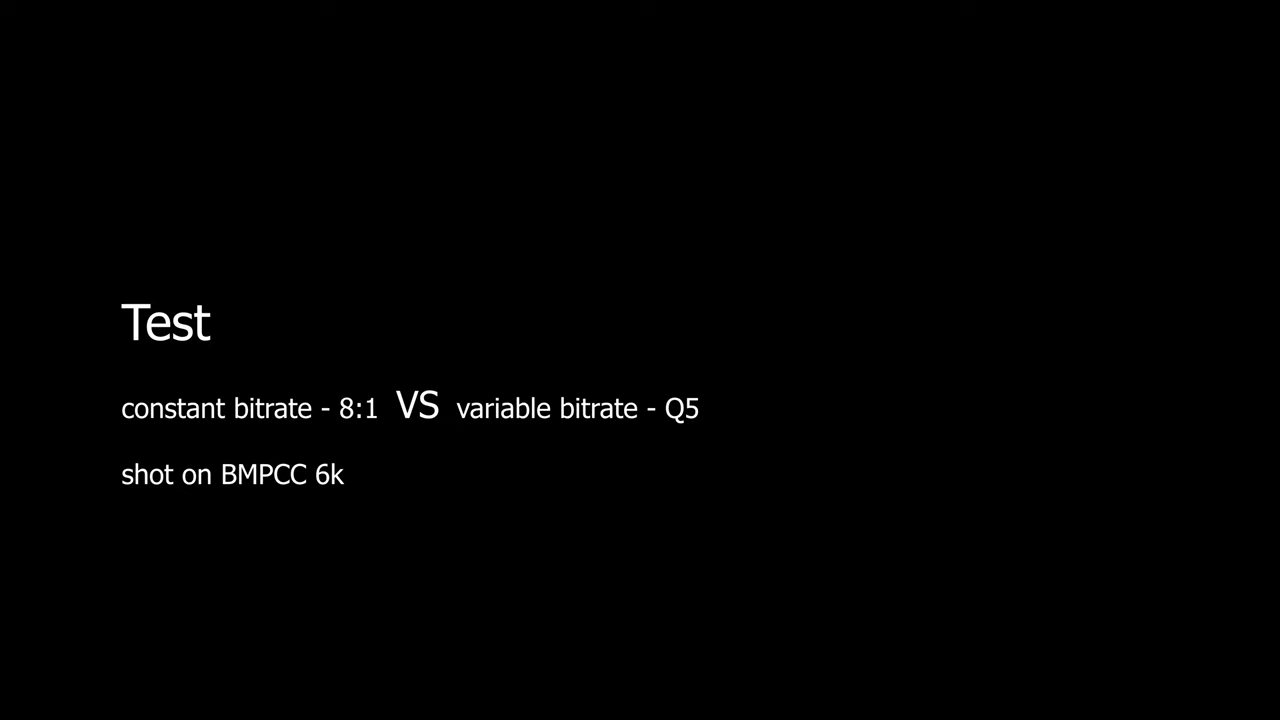 Test
constant bitrate - 8:1 VS variable bitrate - Q5
shot on BMPCC 6k